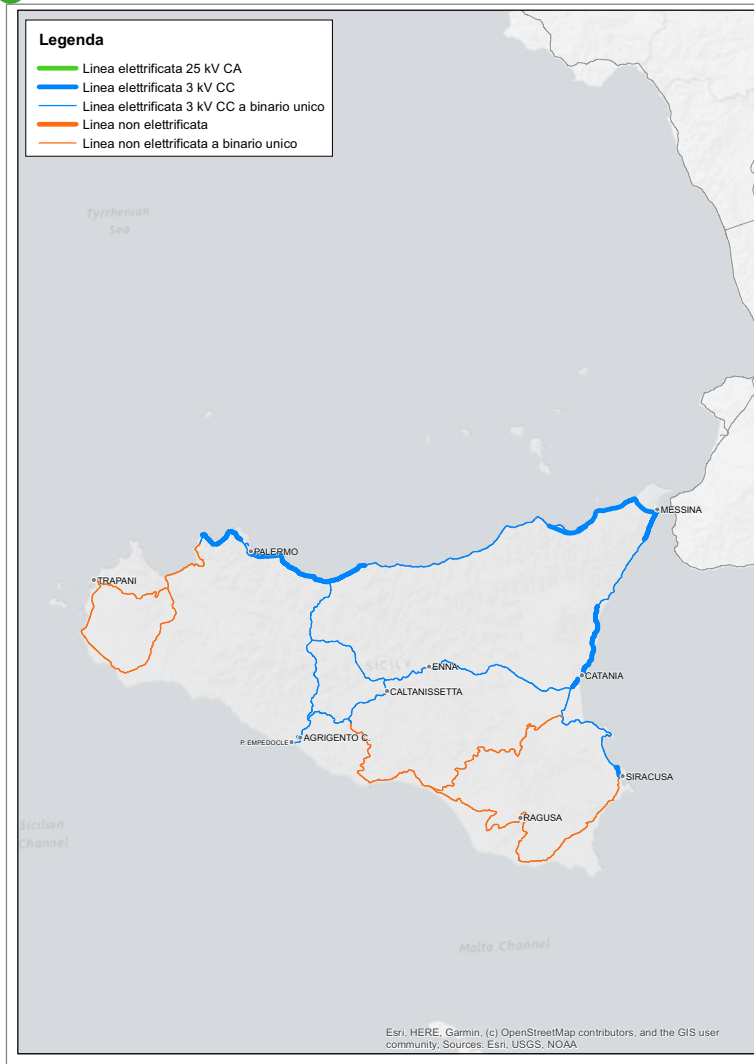 Legenda
Linea elettrificata 25 kV CA
Linea elettrificata 3 kV CC
Linea elettrificata 3 kV CC a binario unico
Linea non elettrificata
Linea non elettrificata a binario unico
Tyrrhenian
Sea
MESSINA
PALERMO
TRAPANI
SICILY
ENNA
CATANIA
CALTANISSETTA
AGRIGENTO C.
P. EMPEDOCLE
SIRACUSA
RAGUSA
Sicilian
Channel
Malta Channel
Esri, HERE, Garmin, (c) OpenStreetMap contributors, and the GIS user
community; Sources: Esri, USGS, NOAA